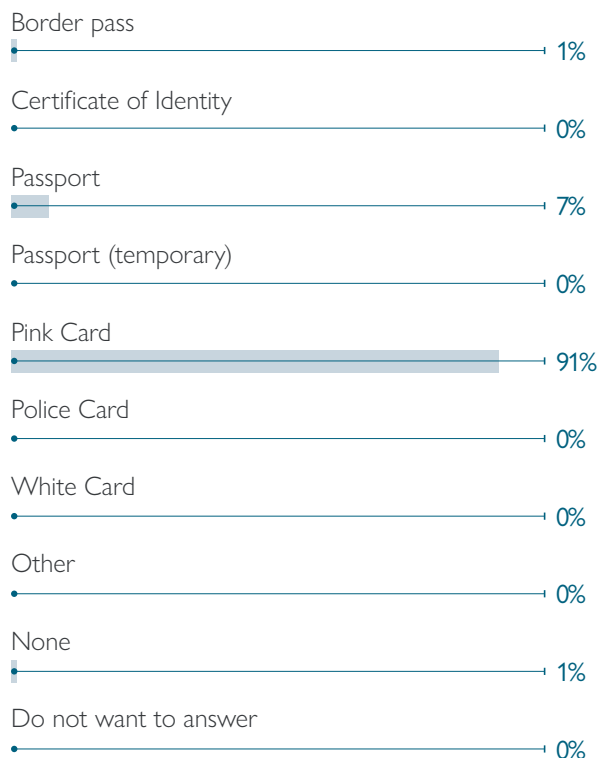 Border pass
1%
Certificate of Identity
0%
Passport
7%
Passport (temporary)
0%
Pink Card
91%
Police Card
0%
White Card
0%
Other
0%
None
1%
Do not want to answer
0%